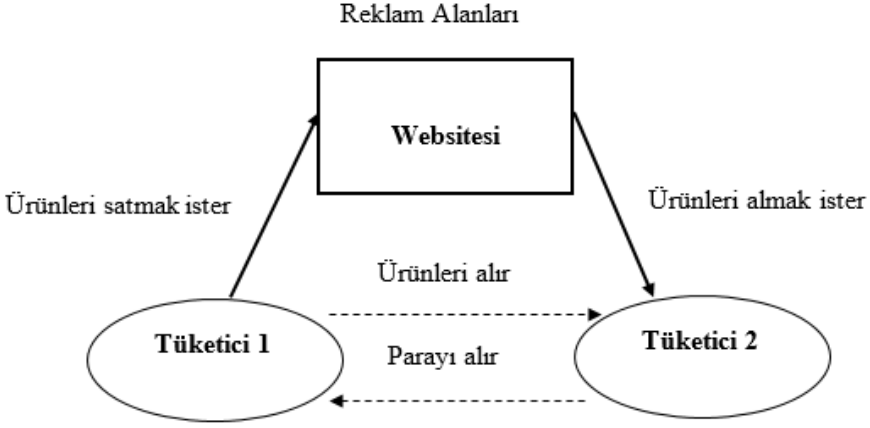 Reklam Alanları
Websitesi
Ürünleri satmak ister
Ürünleri almak ister
Ürünleri alır
Tüketici 1
Tüketici 2
Parayı alır